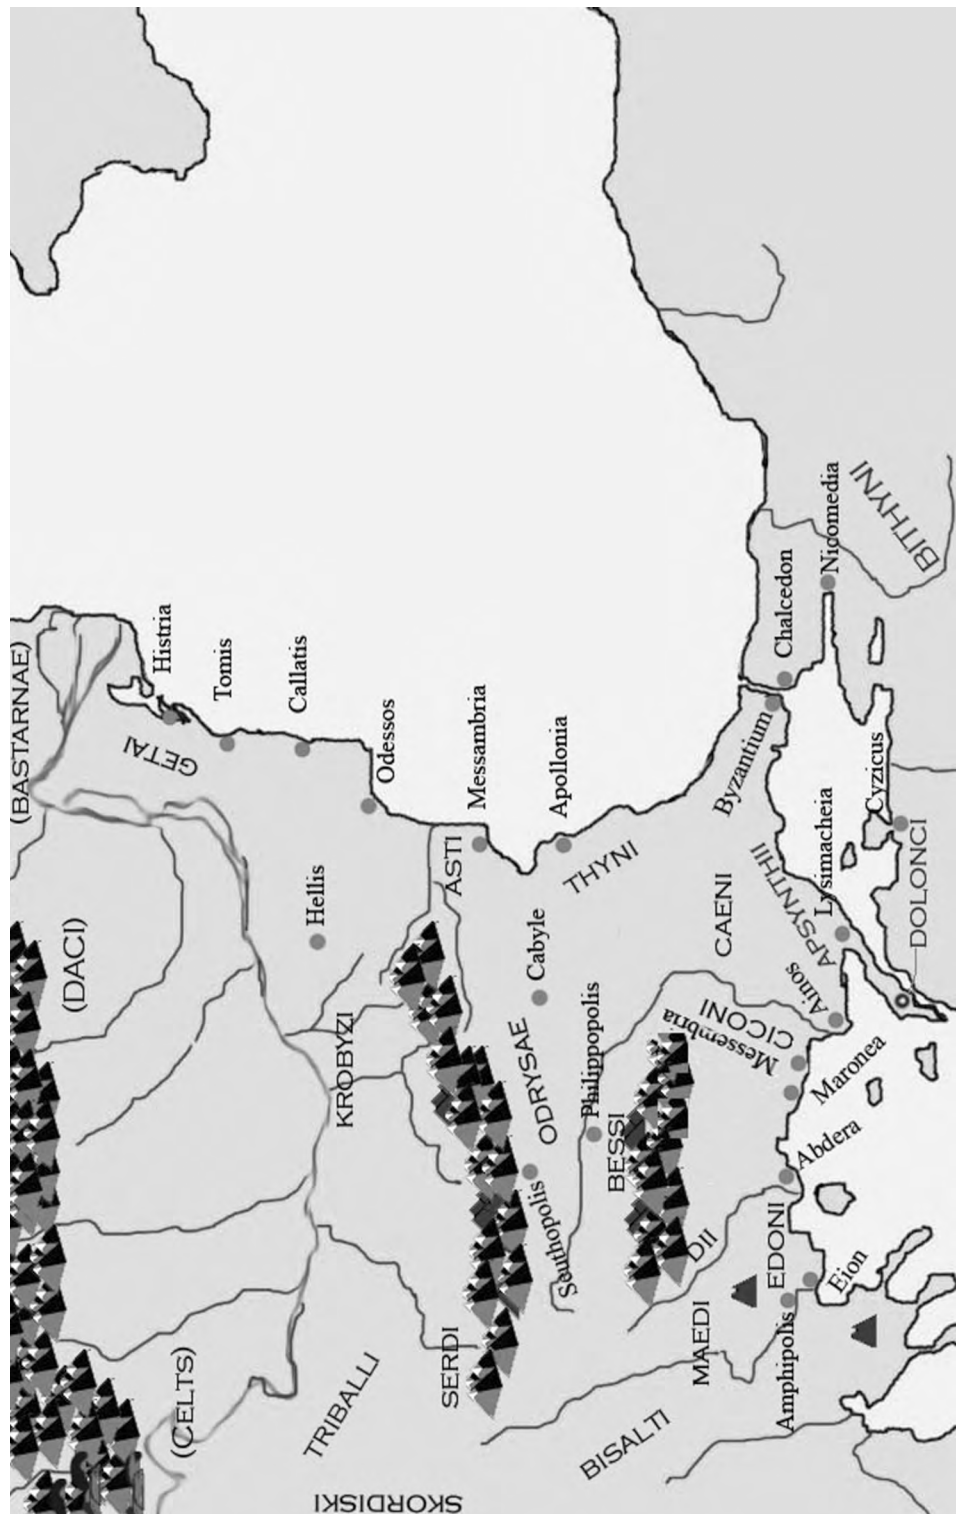 (BASTARNAE)
(DACI)
(CELTS)
GETAI
Histria
Tomis
Callatis
Odessos
Hellis
KROBYZI
TRIBALLI
SKORDISKI
SERDI
ASTI
Messambria
Apollonia
THYNI
Cabyle
ODRYSAE
Philippopolis
BESSI
Seuthopolis
DII
MAEDI
BISALTI
EDONI
Amphipolis
Eion
Abdera
Maronea
Messembria
CICONI
Ainos
CAENI
APSYNTHII
Lysimacheia
DOLONCI
Cyzicus
Byzantium
Chalcedon
Nicomedia
BITHYNI